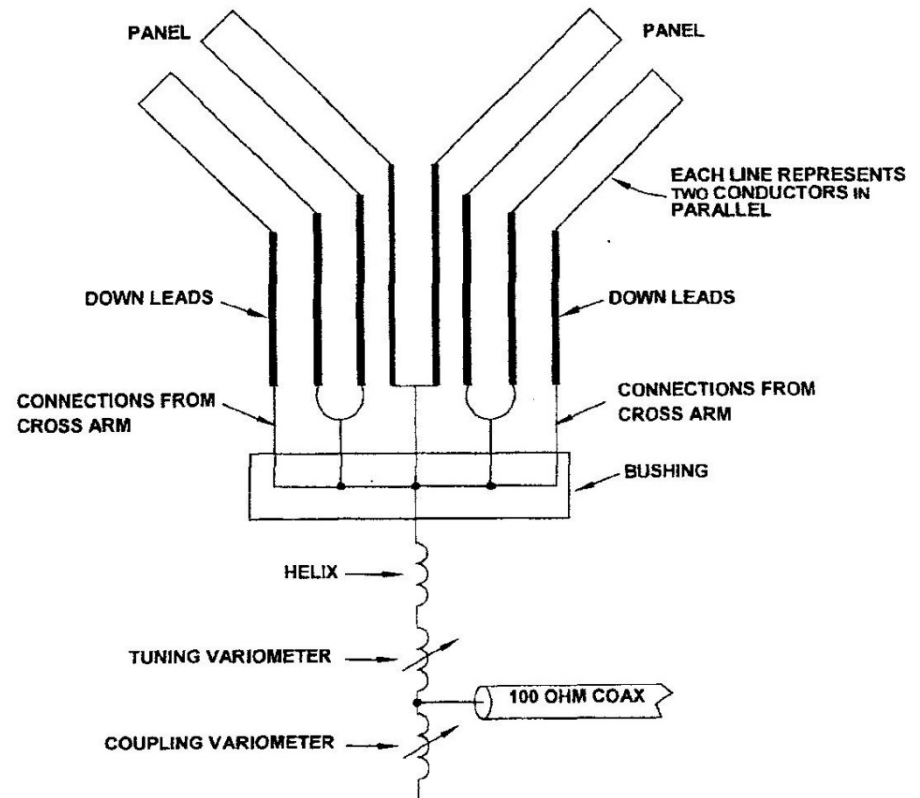 PANEL
PANEL
EACH LINE REPRESENTS
TWO CONDUCTORS IN
PARALLEL
DOWN LEADS
DOWN LEADS
CONNECTIONS FROM
CROSS ARM
CONNECTIONS FROM
CROSS ARM
BUSHING
HELIX
TUNING VARIOMETER
100 OHM COAX
COUPLING VARIOMETER